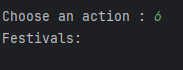 Choose an action : 6
Festivals: